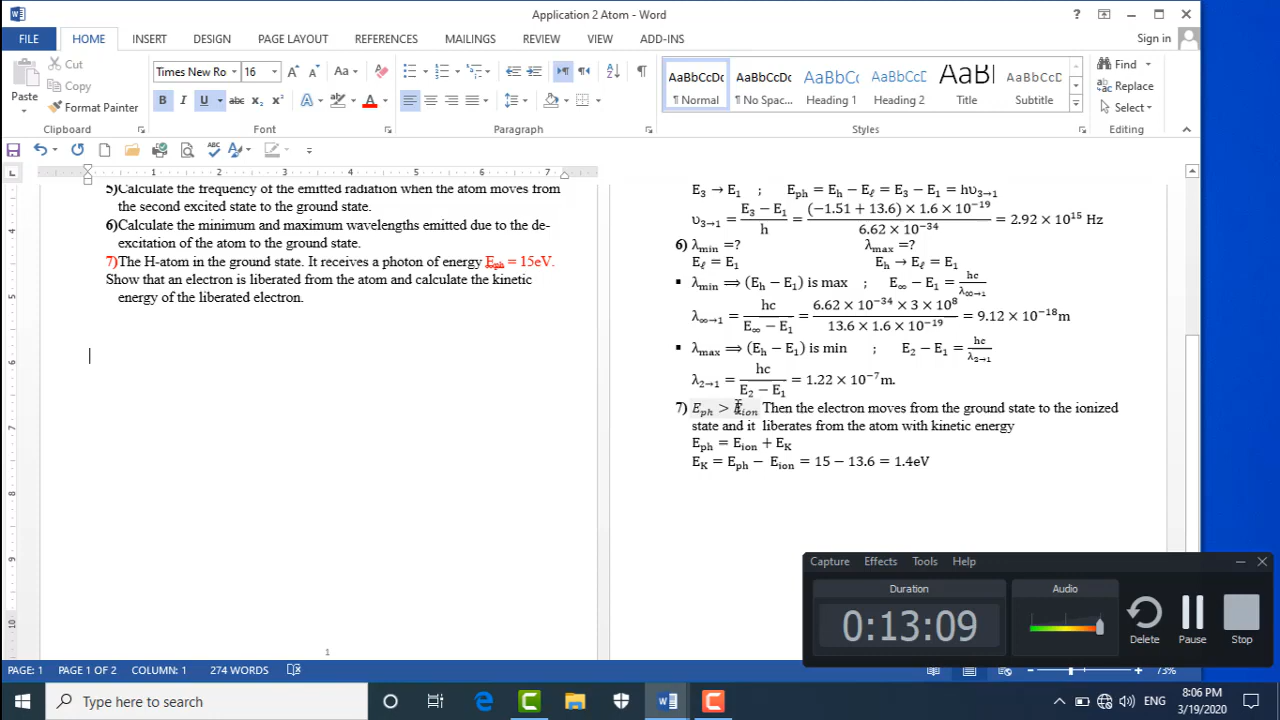 Application 2 Atom - Word
?
FILE HOME INSERT DESIGN PAGE LAYOUT REFERENCES MAILINGS REVIEW VIEW ADD-INS
Sign in
Paste
Cut
Copy
Format Painter
Clipboard
Times New Ro 16
B I U abc x₂ x²
Font
Paragraph
AaBbCcDc AaBbCcDc AaBbCc AaBbCc AaBl AaBbCcDc
¶ Normal ¶ No Spac... Heading 1 Heading 2 Title Subtitle
Styles
Find
Replace
Select
Editing
5)Calculate the frequency of the emitted radiation when the atom moves from
the second excited state to the ground state.
6)Calculate the minimum and maximum wavelengths emitted due to the de-
excitation of the atom to the ground state.
7)The H-atom in the ground state. It receives a photon of energy Eₚₕ = 15eV.
Show that an electron is liberated from the atom and calculate the kinetic
energy of the liberated electron.
1
E₃ → E₁ ; Eₚₕ = Eₕ − Eℓ = E₃ − E₁ = hυ₃→₁
υ₃→₁ = (E₃ − E₁)/h = ((−1.51 + 13.6) × 1.6 × 10⁻¹⁹)/(6.62 × 10⁻³⁴) = 2.92 × 10¹⁵ Hz
6) λmin =? λmax =?
Eℓ = E₁ Eₕ → Eℓ = E₁
▪ λmin ⟹ (Eₕ − E₁) is max ; E∞ − E₁ = hc/λ∞→₁
λ∞→₁ = hc/(E∞ − E₁) = (6.62 × 10⁻³⁴ × 3 × 10⁸)/(13.6 × 1.6 × 10⁻¹⁹) = 9.12 × 10⁻¹⁸m
▪ λmax ⟹ (Eₕ − E₁) is min ; E₂ − E₁ = hc/λ₂→₁
λ₂→₁ = hc/(E₂ − E₁) = 1.22 × 10⁻⁷m.
7) Eₚₕ > Eᵢₒₙ Then the electron moves from the ground state to the ionized
state and it liberates from the atom with kinetic energy
Eₚₕ = Eᵢₒₙ + E_K
E_K = Eₚₕ − Eᵢₒₙ = 15 − 13.6 = 1.4eV
Capture Effects Tools Help
Duration
0:13:09
Audio
Delete
Pause
Stop
PAGE: 1 PAGE 1 OF 2 COLUMN: 1 274 WORDS
73%
Type here to search
ENG
8:06 PM
3/19/2020